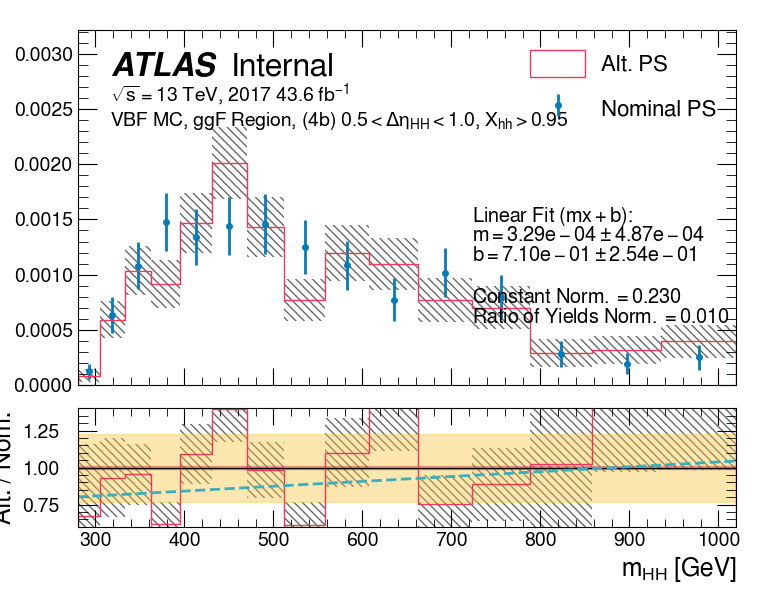 ATLAS Internal
√s = 13 TeV, 2017 43.6 fb⁻¹
VBF MC, ggF Region, (4b) 0.5 < Δη_HH < 1.0, X_hh > 0.95
Alt. PS
Nominal PS
Linear Fit (mx + b):
m = 3.29e − 04 ± 4.87e − 04
b = 7.10e − 01 ± 2.54e − 01
Constant Norm. = 0.230
Ratio of Yields Norm. = 0.010
0.0030
0.0025
0.0020
0.0015
0.0010
0.0005
0.0000
Alt. / Nom.
1.25
1.00
0.75
300 400 500 600 700 800 900 1000
m_HH [GeV]